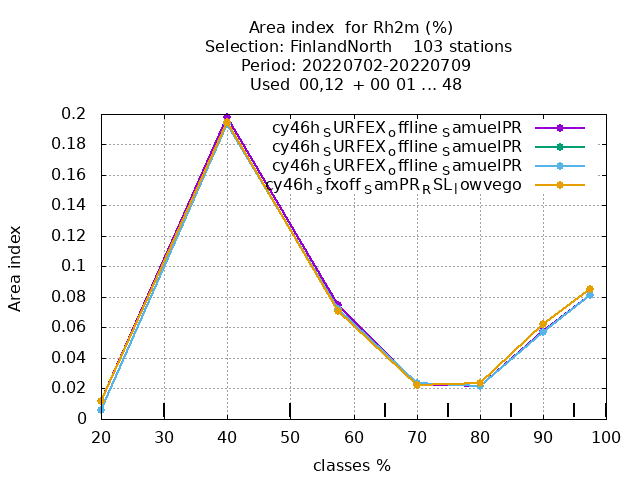 Area index  for Rh2m (%)
Selection: FinlandNorth    103 stations
Period: 20220702-20220709
Used  00,12  + 00 01 ... 48
cy46h_SURFEX_offline_SamuelPR
cy46h_SURFEX_offline_SamuelPR
cy46h_SURFEX_offline_SamuelPR
cy46h_sfxoff_SamPR_RSL_lowvego
0.2
0.18
0.16
0.14
0.12
0.1
0.08
0.06
0.04
0.02
0
Area index
20 30 40 50 60 70 80 90 100
classes %